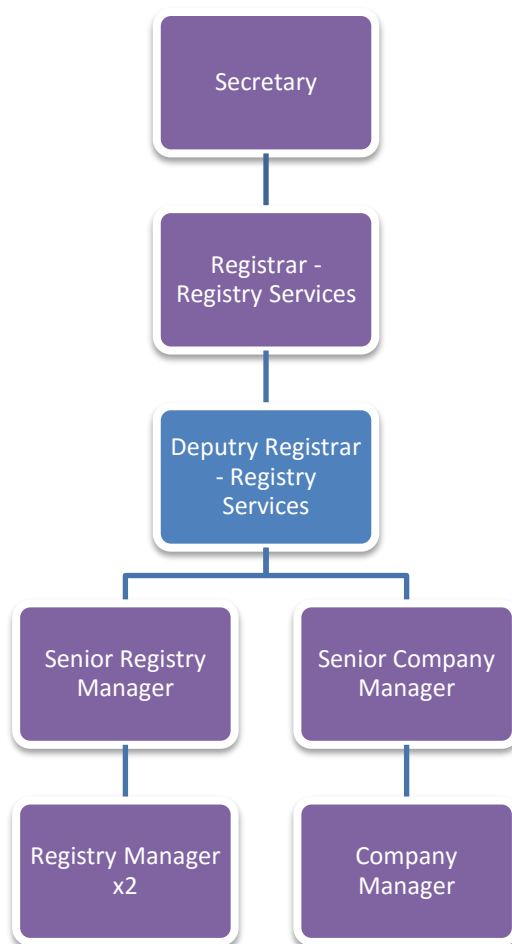 Secretary
Registrar -
Registry Services
Deputry Registrar
- Registry
Services
Senior Registry
Manager
Senior Company
Manager
Registry Manager
x2
Company
Manager